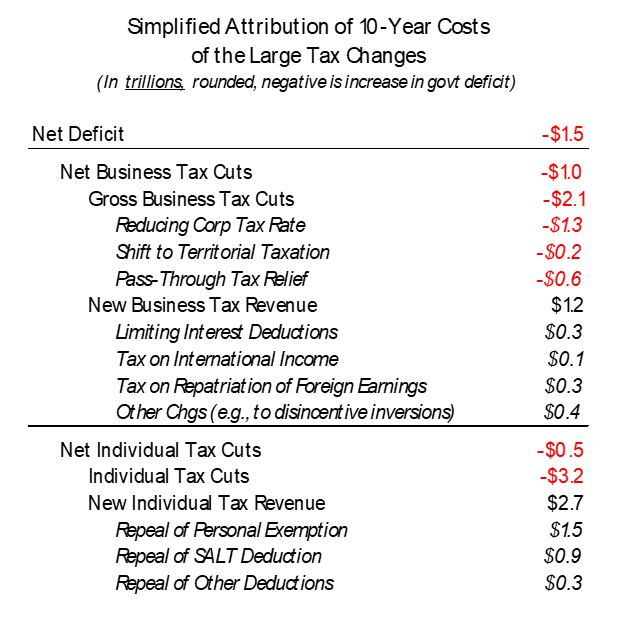 Simplified Attribution of 10-Year Costs
of the Large Tax Changes
(In trillions, rounded, negative is increase in govt deficit)
Net Deficit -$1.5
Net Business Tax Cuts -$1.0
Gross Business Tax Cuts -$2.1
Reducing Corp Tax Rate -$1.3
Shift to Territorial Taxation -$0.2
Pass-Through Tax Relief -$0.6
New Business Tax Revenue $1.2
Limiting Interest Deductions $0.3
Tax on International Income $0.1
Tax on Repatriation of Foreign Earnings $0.3
Other Chgs (e.g., to disincentive inversions) $0.4
Net Individual Tax Cuts -$0.5
Individual Tax Cuts -$3.2
New Individual Tax Revenue $2.7
Repeal of Personal Exemption $1.5
Repeal of SALT Deduction $0.9
Repeal of Other Deductions $0.3